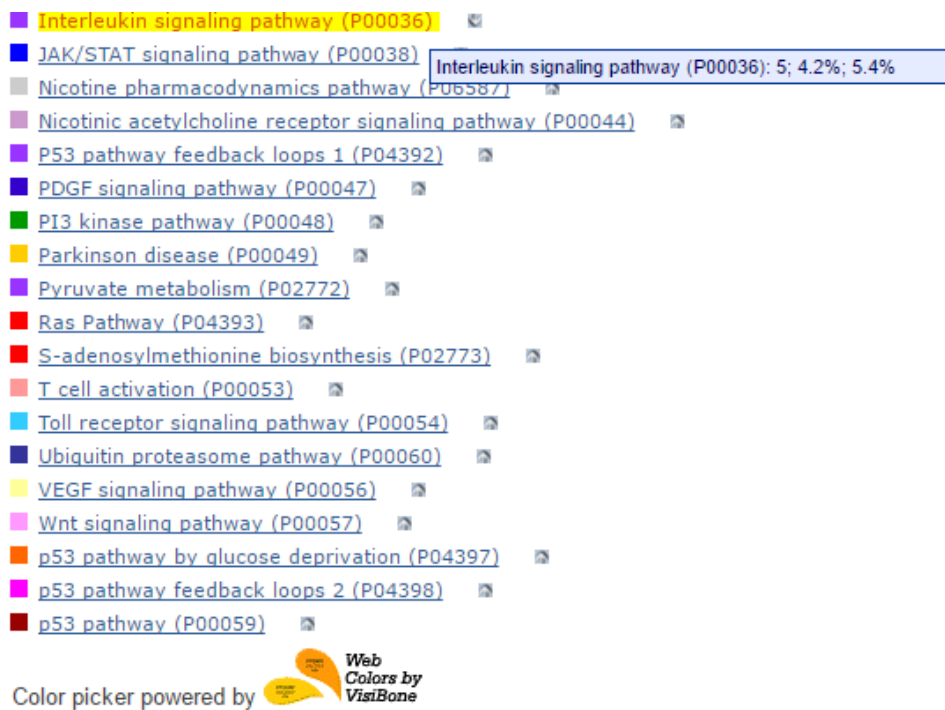 Interleukin signaling pathway (P00036)
JAK/STAT signaling pathway (P00038)
Interleukin signaling pathway (P00036): 5; 4.2%; 5.4%
Nicotine pharmacodynamics pathway (P06587)
Nicotinic acetylcholine receptor signaling pathway (P00044)
P53 pathway feedback loops 1 (P04392)
PDGF signaling pathway (P00047)
PI3 kinase pathway (P00048)
Parkinson disease (P00049)
Pyruvate metabolism (P02772)
Ras Pathway (P04393)
S-adenosylmethionine biosynthesis (P02773)
T cell activation (P00053)
Toll receptor signaling pathway (P00054)
Ubiquitin proteasome pathway (P00060)
VEGF signaling pathway (P00056)
Wnt signaling pathway (P00057)
p53 pathway by glucose deprivation (P04397)
p53 pathway feedback loops 2 (P04398)
p53 pathway (P00059)
Color picker powered by
Web
Colors by
VisiBone